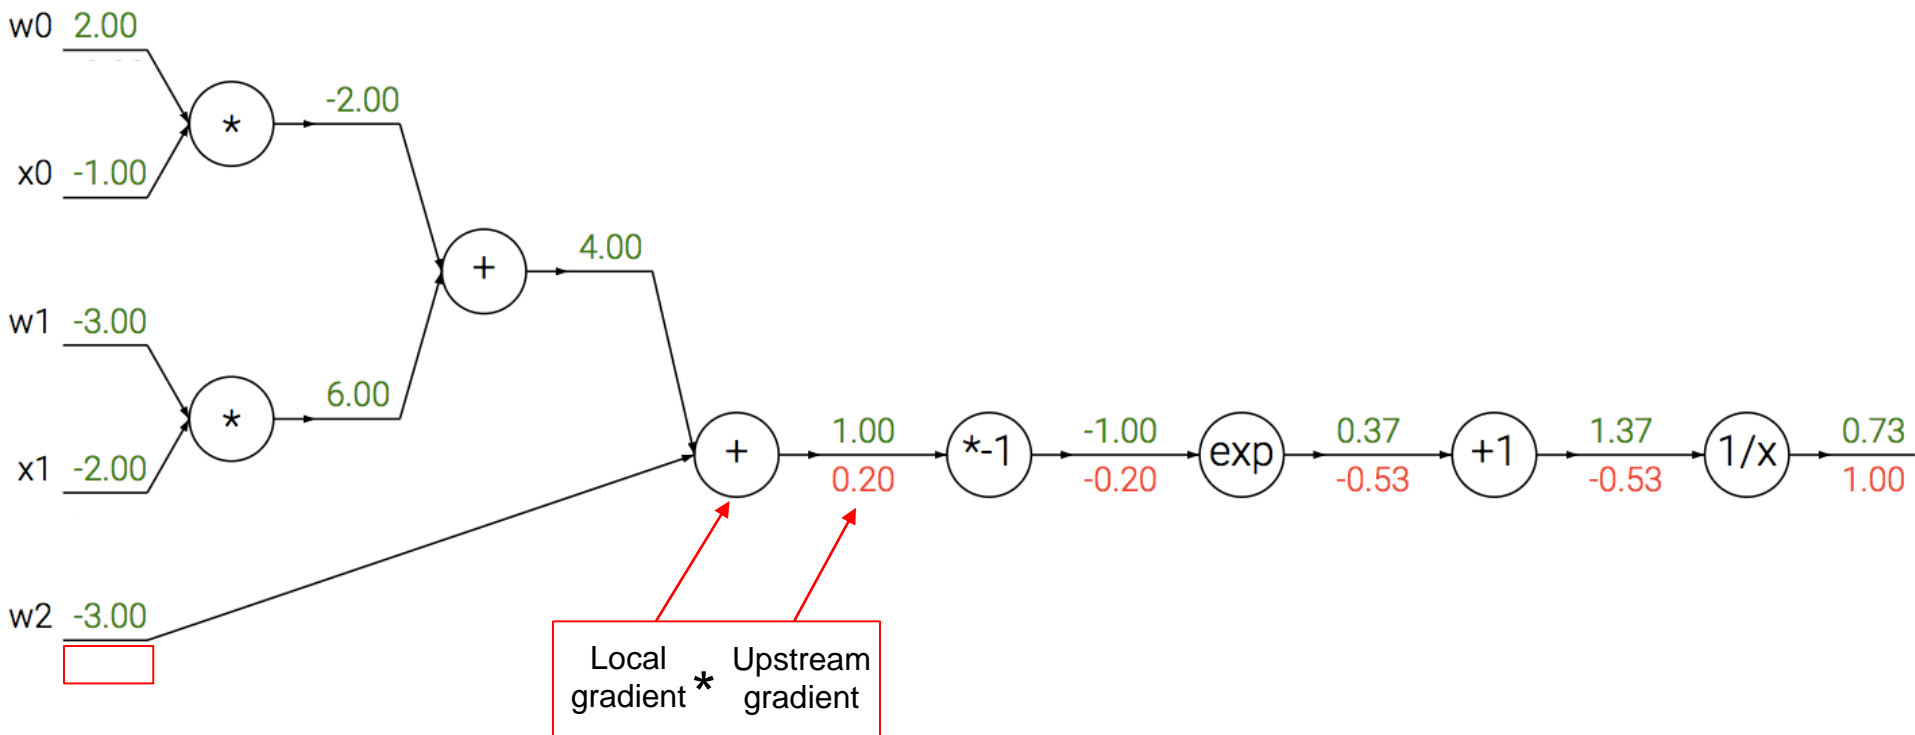 w0 2.00
*
-2.00
x0 -1.00
+
4.00
w1 -3.00
*
6.00
x1 -2.00
+
1.00
0.20
*-1
-1.00
-0.20
exp
0.37
-0.53
+1
1.37
-0.53
1/x
0.73
1.00
w2 -3.00
Local
gradient
*
Upstream
gradient